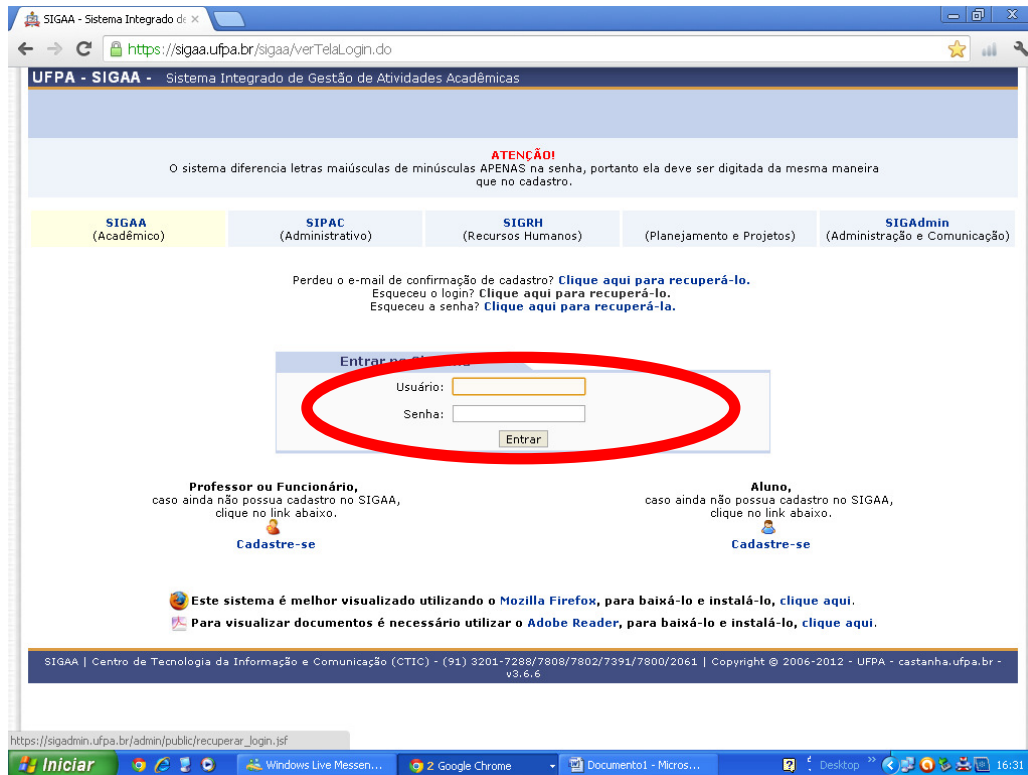 SIGAA - Sistema Integrado de
https://sigaa.ufpa.br/sigaa/verTelaLogin.do
UFPA - SIGAA - Sistema Integrado de Gestão de Atividades Acadêmicas
ATENÇÃO!
O sistema diferencia letras maiúsculas de minúsculas APENAS na senha, portanto ela deve ser digitada da mesma maneira
que no cadastro.
SIGAA SIPAC SIGRH SIGAdmin
(Acadêmico) (Administrativo) (Recursos Humanos) (Planejamento e Projetos) (Administração e Comunicação)
Perdeu o e-mail de confirmação de cadastro? Clique aqui para recuperá-lo.
Esqueceu o login? Clique aqui para recuperá-lo.
Esqueceu a senha? Clique aqui para recuperá-la.
Entrar no Sistema
Usuário:
Senha:
Entrar
Professor ou Funcionário,
caso ainda não possua cadastro no SIGAA,
clique no link abaixo.
Cadastre-se
Aluno,
caso ainda não possua cadastro no SIGAA,
clique no link abaixo.
Cadastre-se
Este sistema é melhor visualizado utilizando o Mozilla Firefox, para baixá-lo e instalá-lo, clique aqui.
Para visualizar documentos é necessário utilizar o Adobe Reader, para baixá-lo e instalá-lo, clique aqui.
SIGAA | Centro de Tecnologia da Informação e Comunicação (CTIC) - (91) 3201-7288/7808/7802/7391/7800/2061 | Copyright © 2006-2012 - UFPA - castanha.ufpa.br -
v3.6.6
https://sigadmin.ufpa.br/admin/public/recuperar_login.jsf
Iniciar Windows Live Messen... 2 Google Chrome Documento1 - Micros... Desktop 16:31